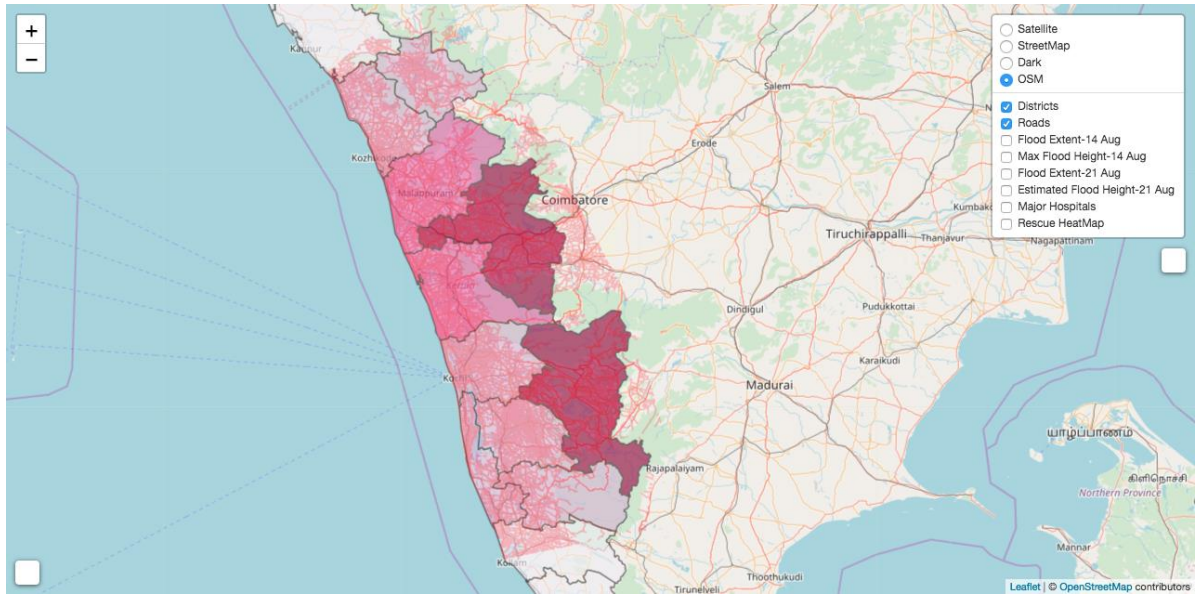 +
−
Satellite
StreetMap
Dark
OSM
Districts
Roads
Flood Extent-14 Aug
Max Flood Height-14 Aug
Flood Extent-21 Aug
Estimated Flood Height-21 Aug
Major Hospitals
Rescue HeatMap
Kannur
Salem
Erode
Kozhikode
Malappuram
Coimbatore
Kumbako
Tiruchirappalli
Thanjavur
Nagapattinam
Dindigul
Pudukkottai
Karaikudi
Kochi
Madurai
யாழ்ப்பாணம்
Rajapalaiyam
கிளிநொச்சி
Northern Province
Mannar
Kollam
Tirunelveli
Thoothukudi
Leaflet | © OpenStreetMap contributors